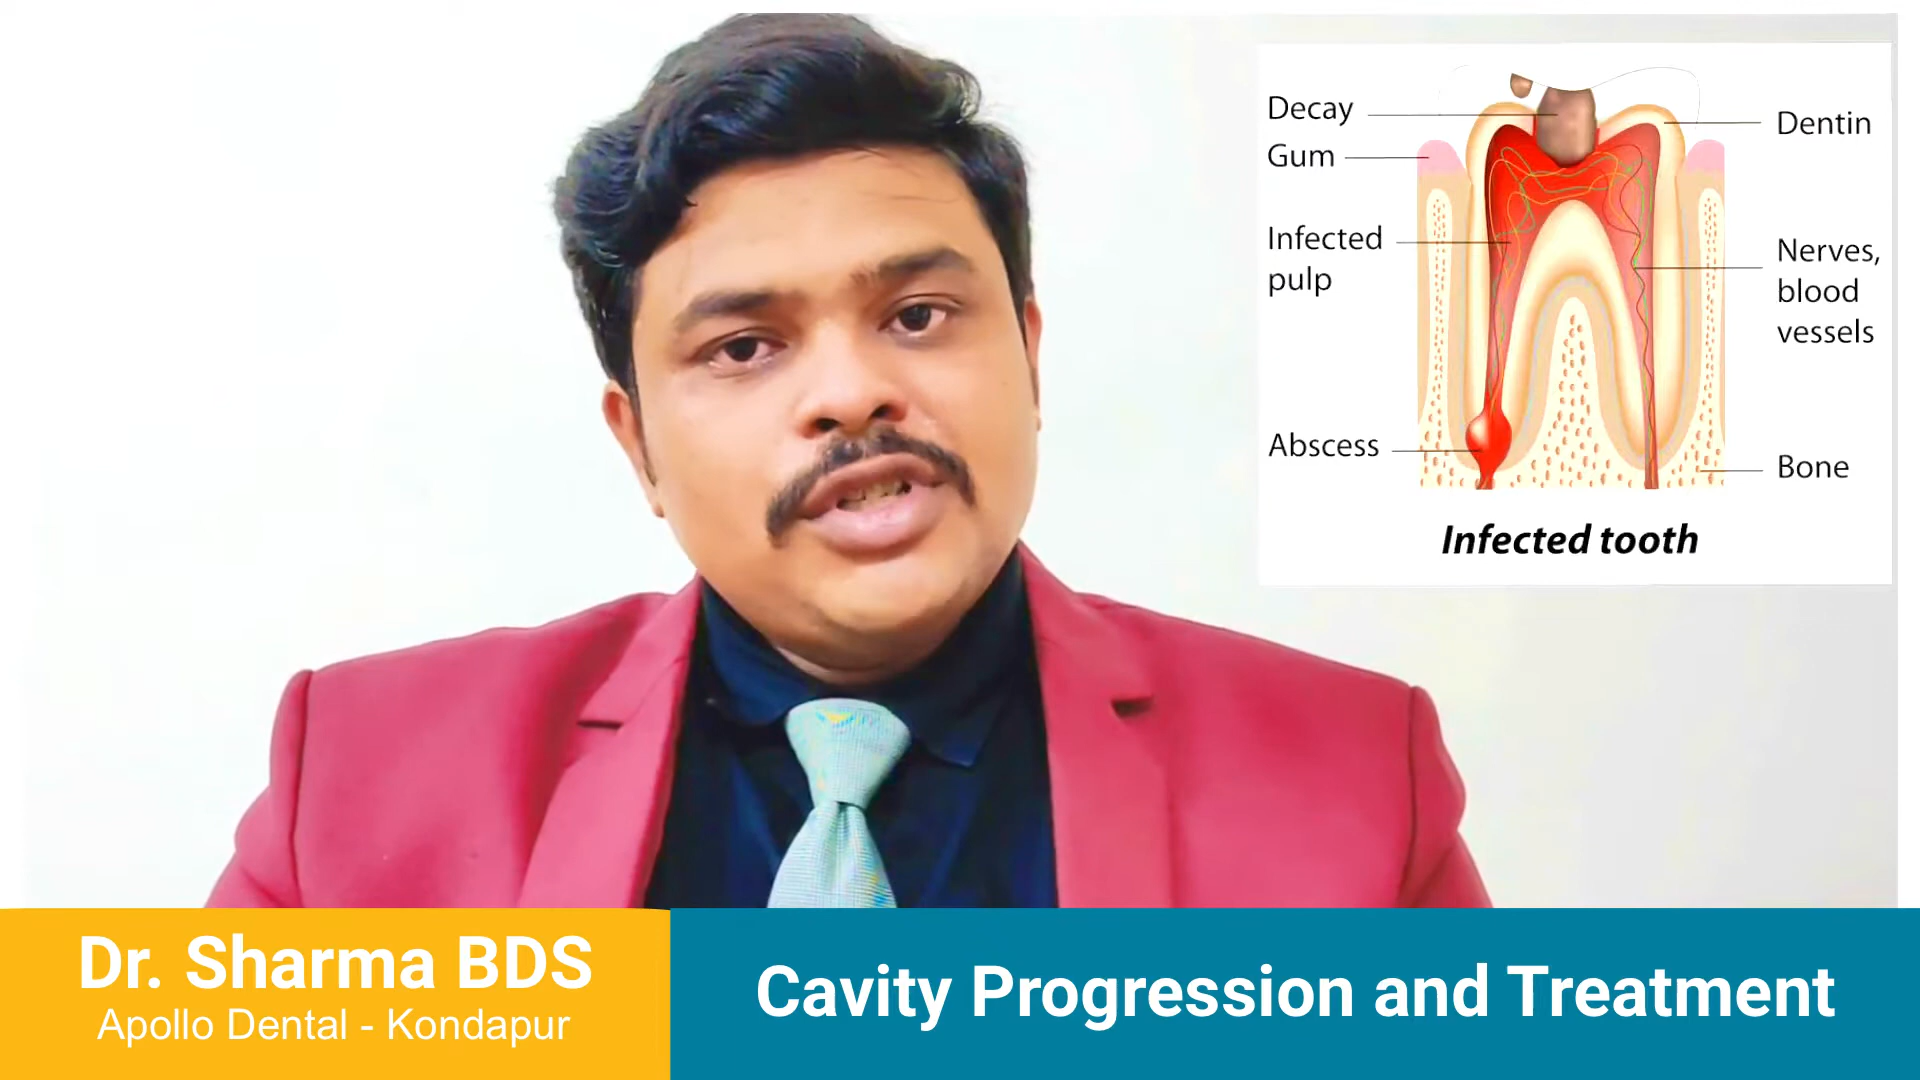 Decay
Gum
Infected
pulp
Abscess
Dentin
Nerves,
blood
vessels
Bone
Infected tooth
Dr. Sharma BDS
Apollo Dental - Kondapur
Cavity Progression and Treatment